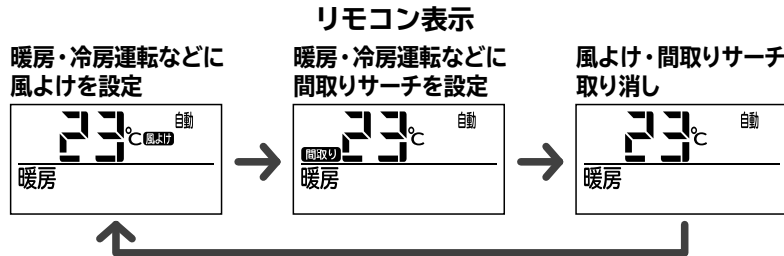 リモコン表示
暖房・冷房運転などに
風よけを設定
23℃ 風よけ 自動
暖房
暖房・冷房運転などに
間取りサーチを設定
間取り 23℃ 自動
暖房
風よけ・間取りサーチ
取り消し
23℃ 自動
暖房